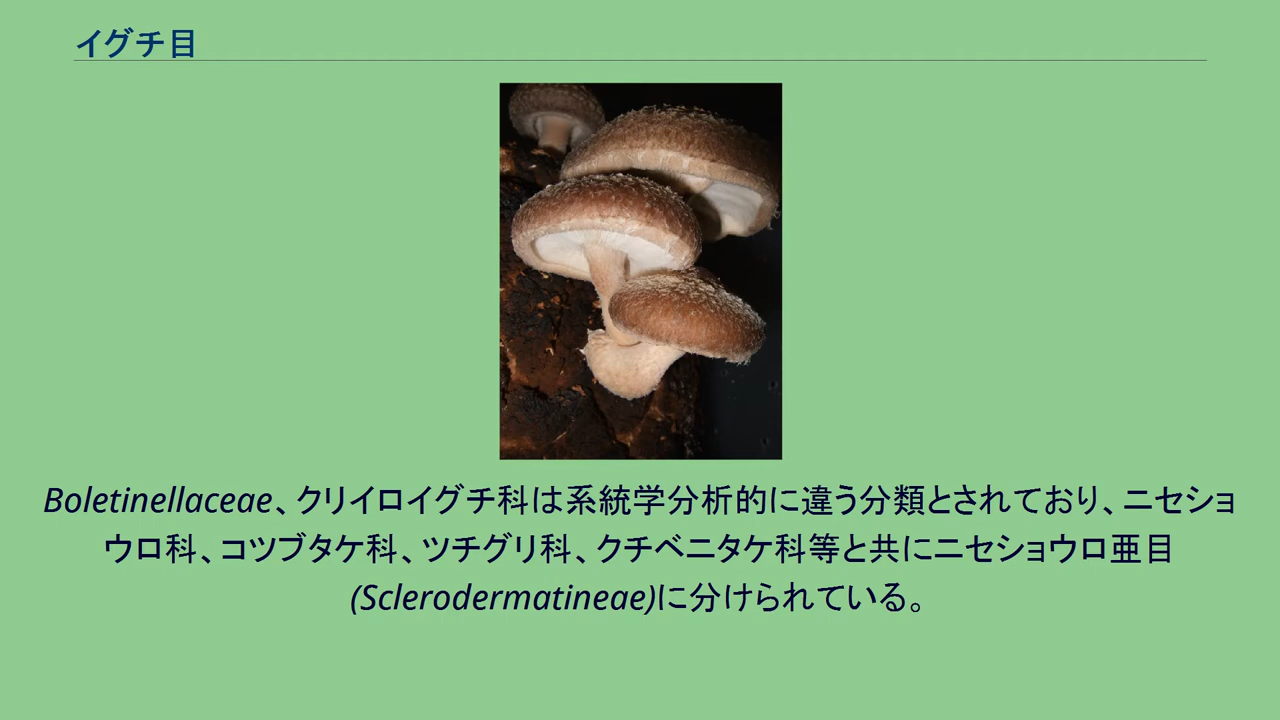 イグチ目
Boletinellaceae、クリイロイグチ科は系統学分析的に違う分類とされており、ニセショ
ウロ科、コツブタケ科、ツチグリ科、クチベニタケ科等と共にニセショウロ亜目
(Sclerodermatineae)に分けられている。